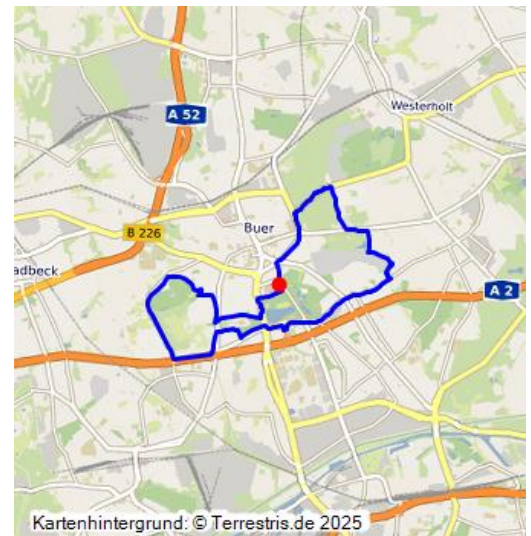 Westerholt
A 52
Buer
B 226
adbeck
A 2
Kartenhintergrund: © Terrestris.de 2025